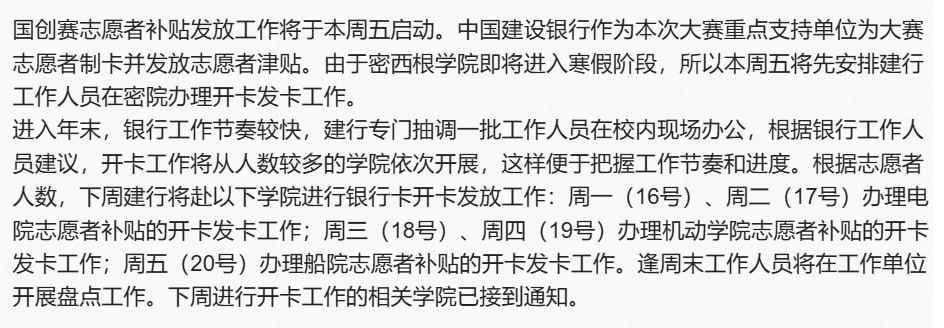 国创赛志愿者补贴发放工作将于本周五启动。中国建设银行作为本次大赛重点支持单位为大赛
志愿者制卡并发放志愿者津贴。由于密西根学院即将进入寒假阶段，所以本周五将先安排建行
工作人员在密院办理开卡发卡工作。
进入年末，银行工作节奏较快，建行专门抽调一批工作人员在校内现场办公，根据银行工作人
员建议，开卡工作将从人数较多的学院依次开展，这样便于把握工作节奏和进度。根据志愿者
人数，下周建行将赴以下学院进行银行卡开卡发放工作：周一（16号）、周二（17号）办理电
院志愿者补贴的开卡发卡工作；周三（18号）、周四（19号）办理机动学院志愿者补贴的开卡
发卡工作；周五（20号）办理船院志愿者补贴的开卡发卡工作。逢周末工作人员将在工作单位
开展盘点工作。下周进行开卡工作的相关学院已接到通知。